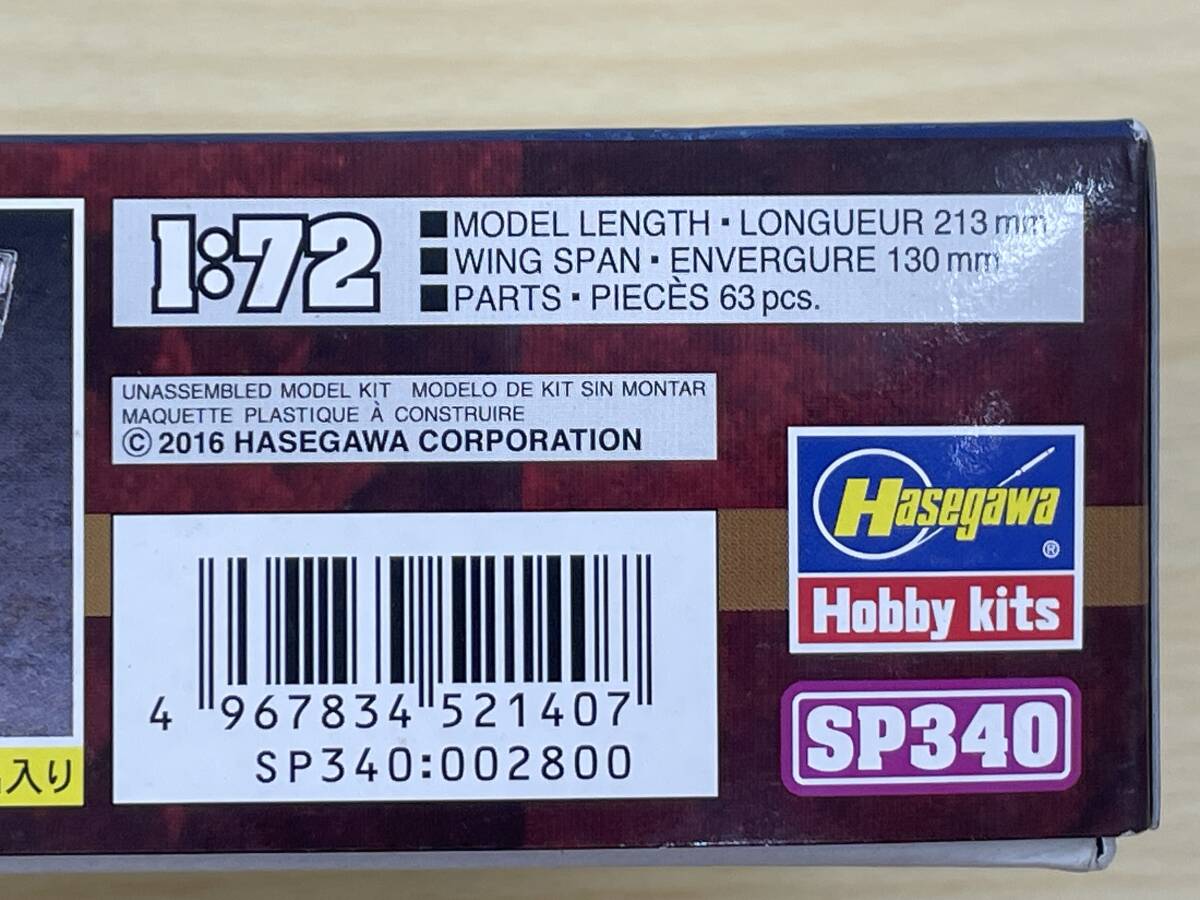 1:72
■MODEL LENGTH・LONGUEUR 213 mm
■WING SPAN・ENVERGURE 130 mm
■PARTS・PIECÈS 63 pcs.
UNASSEMBLED MODEL KIT MODELO DE KIT SIN MONTAR
MAQUETTE PLASTIQUE À CONSTRUIRE
© 2016 HASEGAWA CORPORATION
Hasegawa®
Hobby kits
4 967834 521407
SP340:002800
SP340
入り